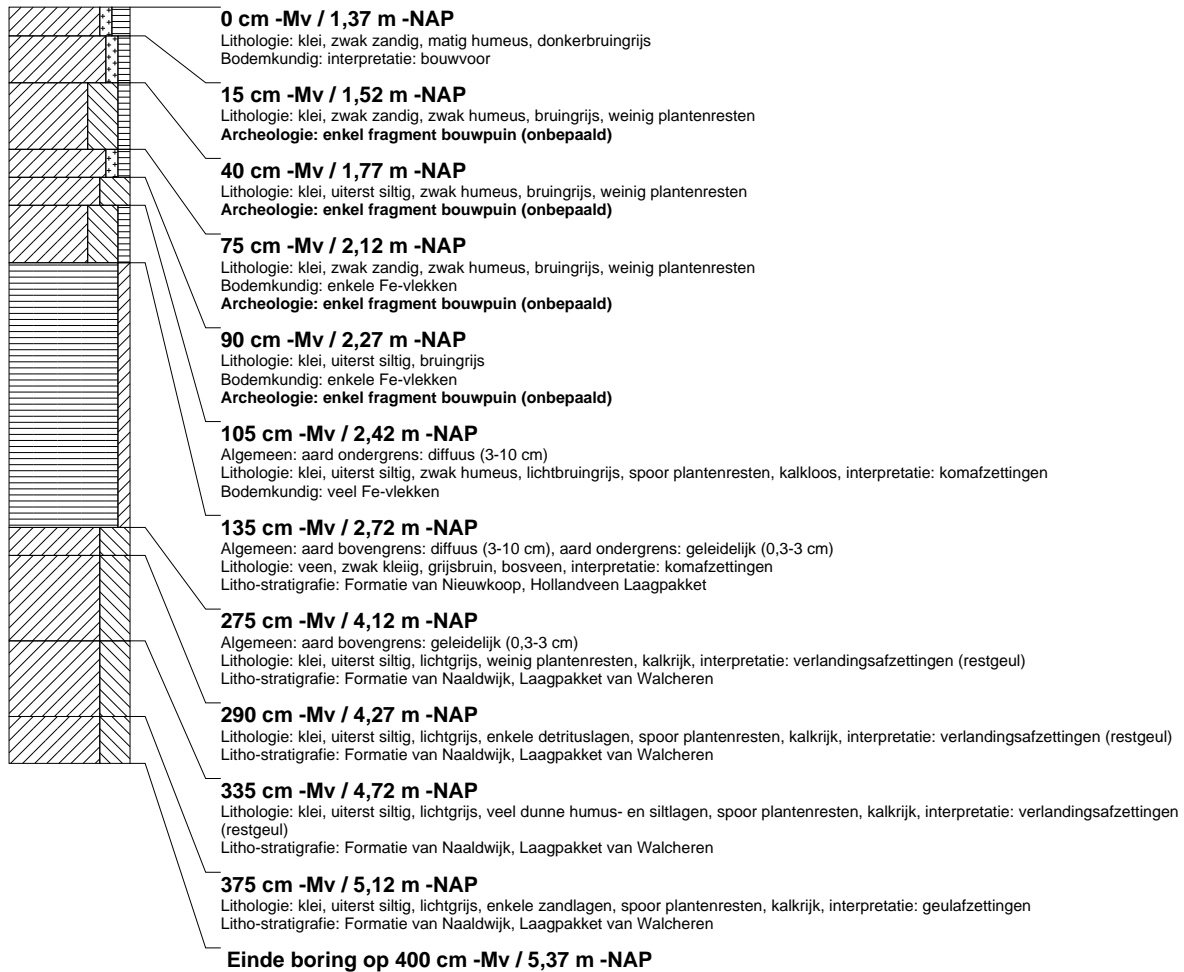 0 cm -Mv / 1,37 m -NAP
Lithologie: klei, zwak zandig, matig humeus, donkerbruingrijs
Bodemkundig: interpretatie: bouwvoor
15 cm -Mv / 1,52 m -NAP
Lithologie: klei, zwak zandig, zwak humeus, bruingrijs, weinig plantenresten
Archeologie: enkel fragment bouwpuin (onbepaald)
40 cm -Mv / 1,77 m -NAP
Lithologie: klei, uiterst siltig, zwak humeus, bruingrijs, weinig plantenresten
Archeologie: enkel fragment bouwpuin (onbepaald)
75 cm -Mv / 2,12 m -NAP
Lithologie: klei, zwak zandig, zwak humeus, bruingrijs, weinig plantenresten
Bodemkundig: enkele Fe-vlekken
Archeologie: enkel fragment bouwpuin (onbepaald)
90 cm -Mv / 2,27 m -NAP
Lithologie: klei, uiterst siltig, bruingrijs
Bodemkundig: enkele Fe-vlekken
Archeologie: enkel fragment bouwpuin (onbepaald)
105 cm -Mv / 2,42 m -NAP
Algemeen: aard ondergrens: diffuus (3-10 cm)
Lithologie: klei, uiterst siltig, zwak humeus, lichtbruingrijs, spoor plantenresten, kalkloos, interpretatie: komafzettingen
Bodemkundig: veel Fe-vlekken
135 cm -Mv / 2,72 m -NAP
Algemeen: aard bovengrens: diffuus (3-10 cm), aard ondergrens: geleidelijk (0,3-3 cm)
Lithologie: veen, zwak kleiig, grijsbruin, bosveen, interpretatie: komafzettingen
Litho-stratigrafie: Formatie van Nieuwkoop, Hollandveen Laagpakket
275 cm -Mv / 4,12 m -NAP
Algemeen: aard bovengrens: geleidelijk (0,3-3 cm)
Lithologie: klei, uiterst siltig, lichtgrijs, weinig plantenresten, kalkrijk, interpretatie: verlandingsafzettingen (restgeul)
Litho-stratigrafie: Formatie van Naaldwijk, Laagpakket van Walcheren
290 cm -Mv / 4,27 m -NAP
Lithologie: klei, uiterst siltig, lichtgrijs, enkele detrituslagen, spoor plantenresten, kalkrijk, interpretatie: verlandingsafzettingen (restgeul)
Litho-stratigrafie: Formatie van Naaldwijk, Laagpakket van Walcheren
335 cm -Mv / 4,72 m -NAP
Lithologie: klei, uiterst siltig, lichtgrijs, veel dunne humus- en siltlagen, spoor plantenresten, kalkrijk, interpretatie: verlandingsafzettingen
(restgeul)
Litho-stratigrafie: Formatie van Naaldwijk, Laagpakket van Walcheren
375 cm -Mv / 5,12 m -NAP
Lithologie: klei, uiterst siltig, lichtgrijs, enkele zandlagen, spoor plantenresten, kalkrijk, interpretatie: geulafzettingen
Litho-stratigrafie: Formatie van Naaldwijk, Laagpakket van Walcheren
Einde boring op 400 cm -Mv / 5,37 m -NAP